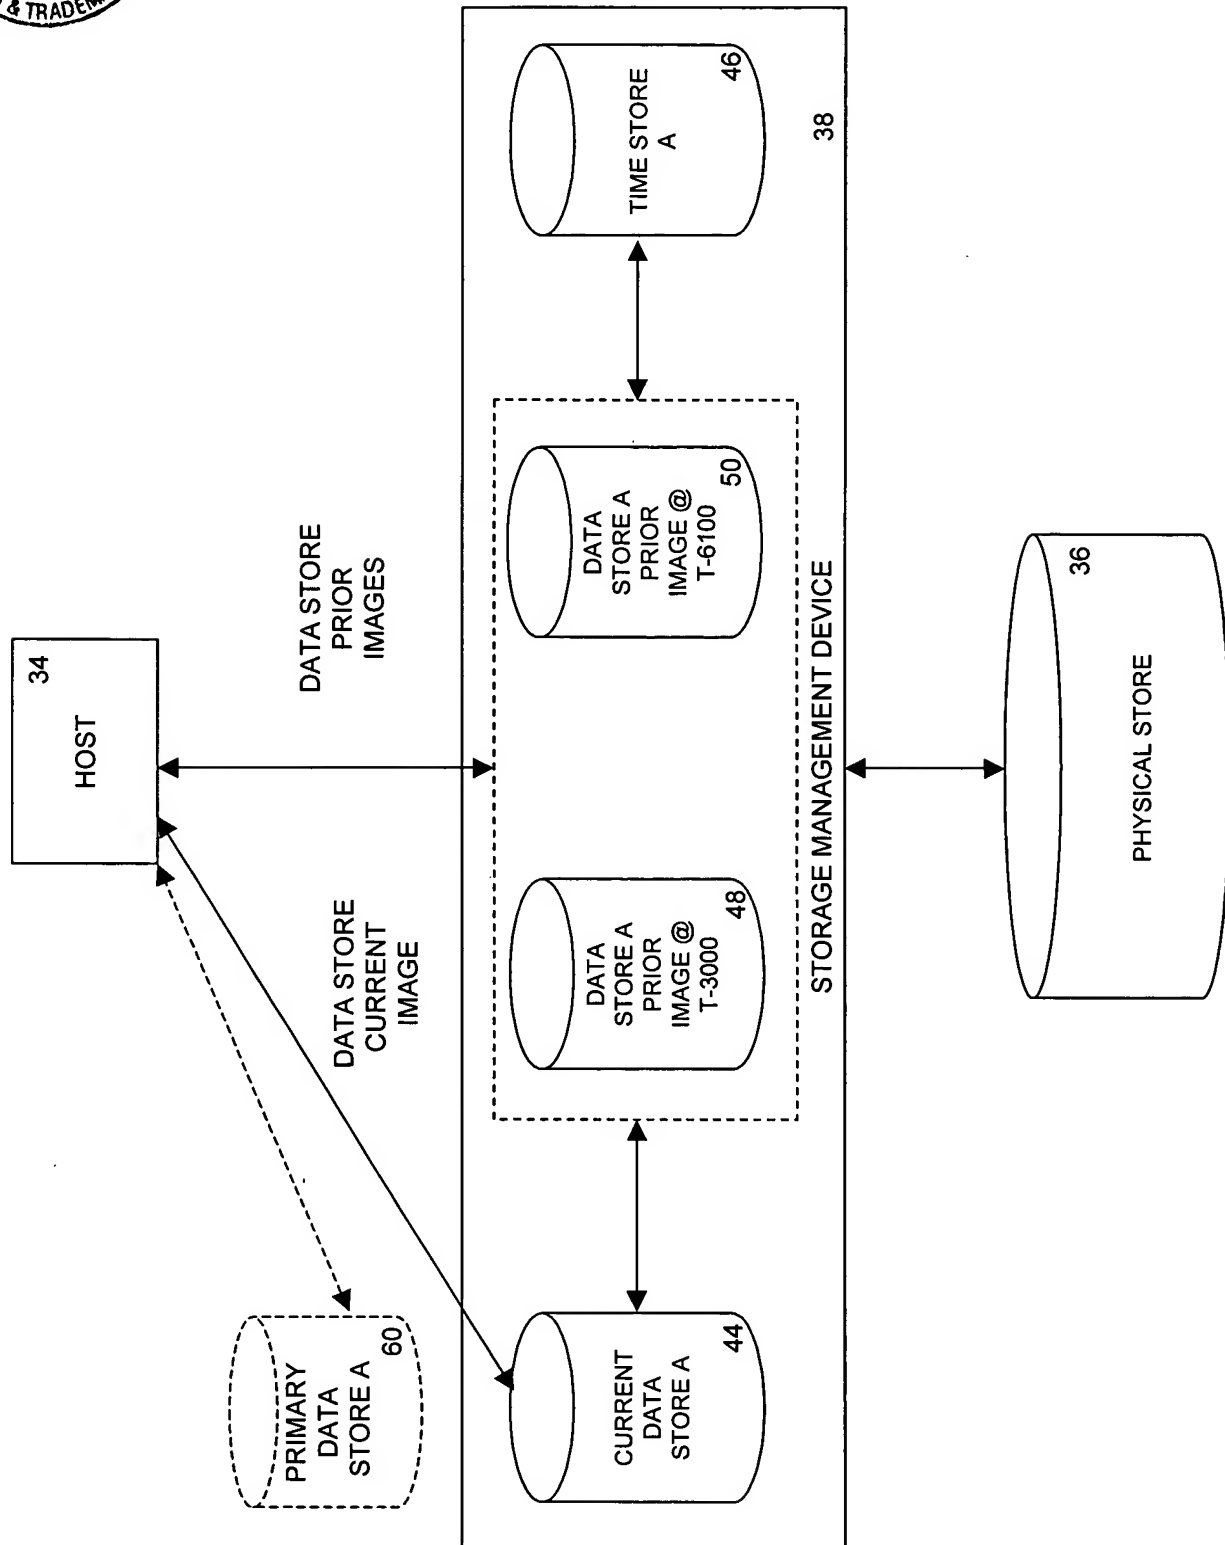 & TRADEM
34
HOST
DATA STORE
PRIOR
IMAGES
DATA STORE
CURRENT
IMAGE
PRIMARY
DATA
STORE A
60
CURRENT
DATA
STORE A
44
DATA
STORE A
PRIOR
IMAGE @
T-3000
48
DATA
STORE A
PRIOR
IMAGE @
T-6100
50
TIME STORE
A
46
38
STORAGE MANAGEMENT DEVICE
36
PHYSICAL STORE